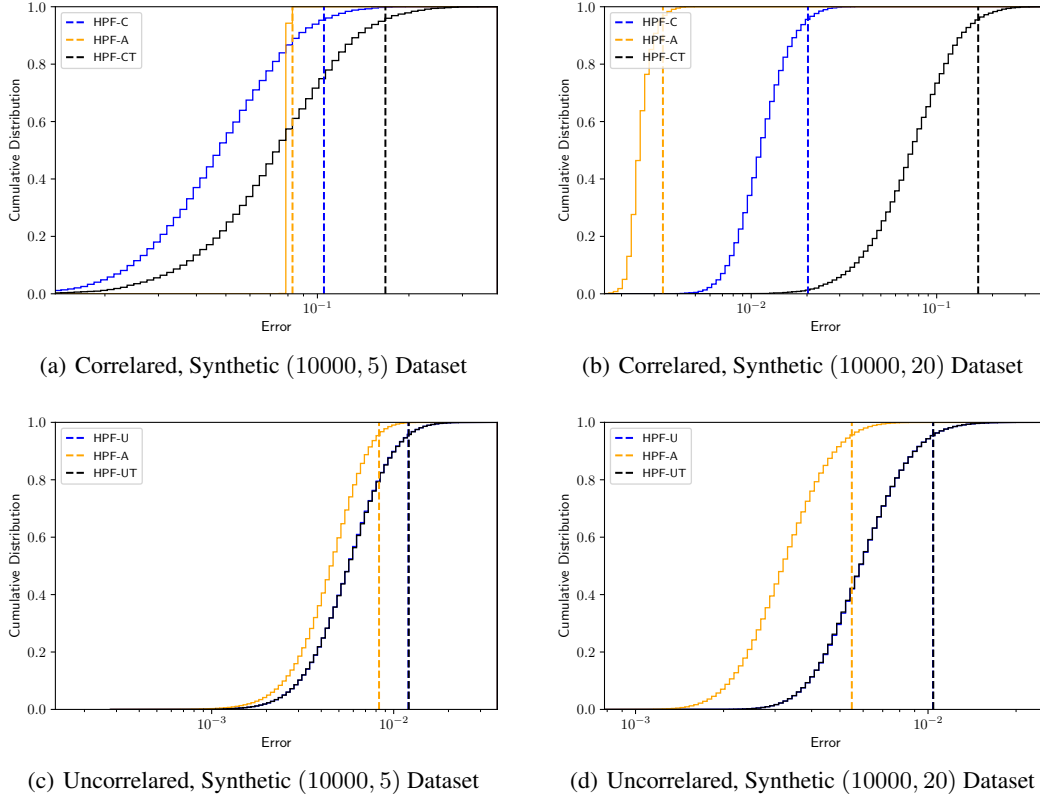 1.0
0.8
0.6
0.4
0.2
0.0
Cumulative Distribution
HPF-C
HPF-A
HPF-CT
10⁻¹
Error
(a) Correlared, Synthetic (10000, 5) Dataset
1.0
0.8
0.6
0.4
0.2
0.0
Cumulative Distribution
HPF-C
HPF-A
HPF-CT
10⁻² 10⁻¹
Error
(b) Correlared, Synthetic (10000, 20) Dataset
1.0
0.8
0.6
0.4
0.2
0.0
Cumulative Distribution
HPF-U
HPF-A
HPF-UT
10⁻³ 10⁻²
Error
(c) Uncorrelared, Synthetic (10000, 5) Dataset
1.0
0.8
0.6
0.4
0.2
0.0
Cumulative Distribution
HPF-U
HPF-A
HPF-UT
10⁻³ 10⁻²
Error
(d) Uncorrelared, Synthetic (10000, 20) Dataset